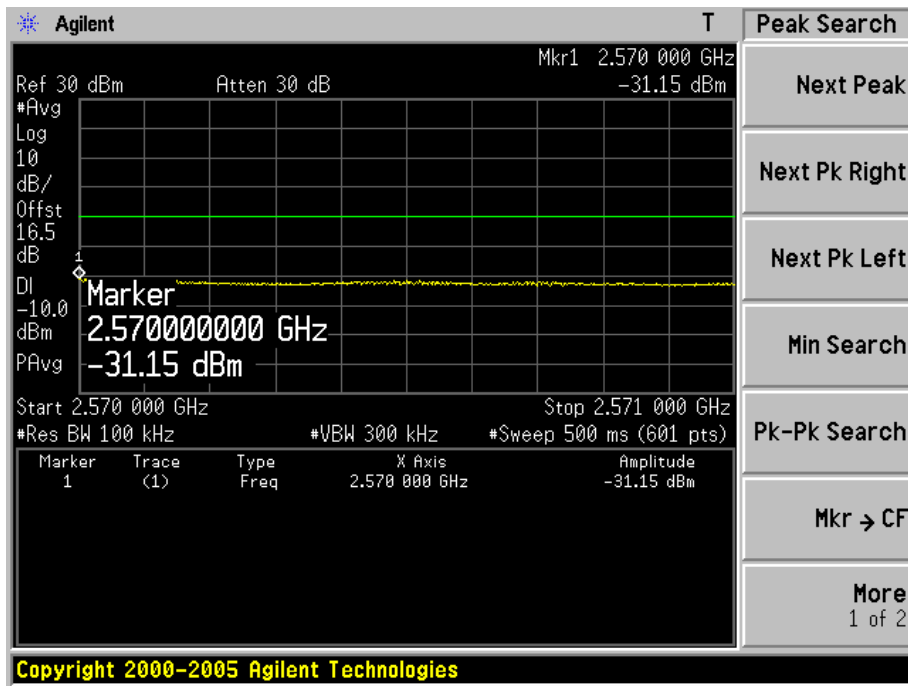 Agilent T
Peak Search
Mkr1 2.570 000 GHz
Ref 30 dBm Atten 30 dB -31.15 dBm
#Avg
Log
10
dB/
Offst
16.5
dB
1
DI
-10.0
dBm
PAvg
Marker
2.570000000 GHz
-31.15 dBm
Start 2.570 000 GHz Stop 2.571 000 GHz
#Res BW 100 kHz #VBW 300 kHz #Sweep 500 ms (601 pts)
Marker Trace Type X Axis Amplitude
1 (1) Freq 2.570 000 GHz -31.15 dBm
Next Peak
Next Pk Right
Next Pk Left
Min Search
Pk-Pk Search
Mkr → CF
More
1 of 2
Copyright 2000-2005 Agilent Technologies